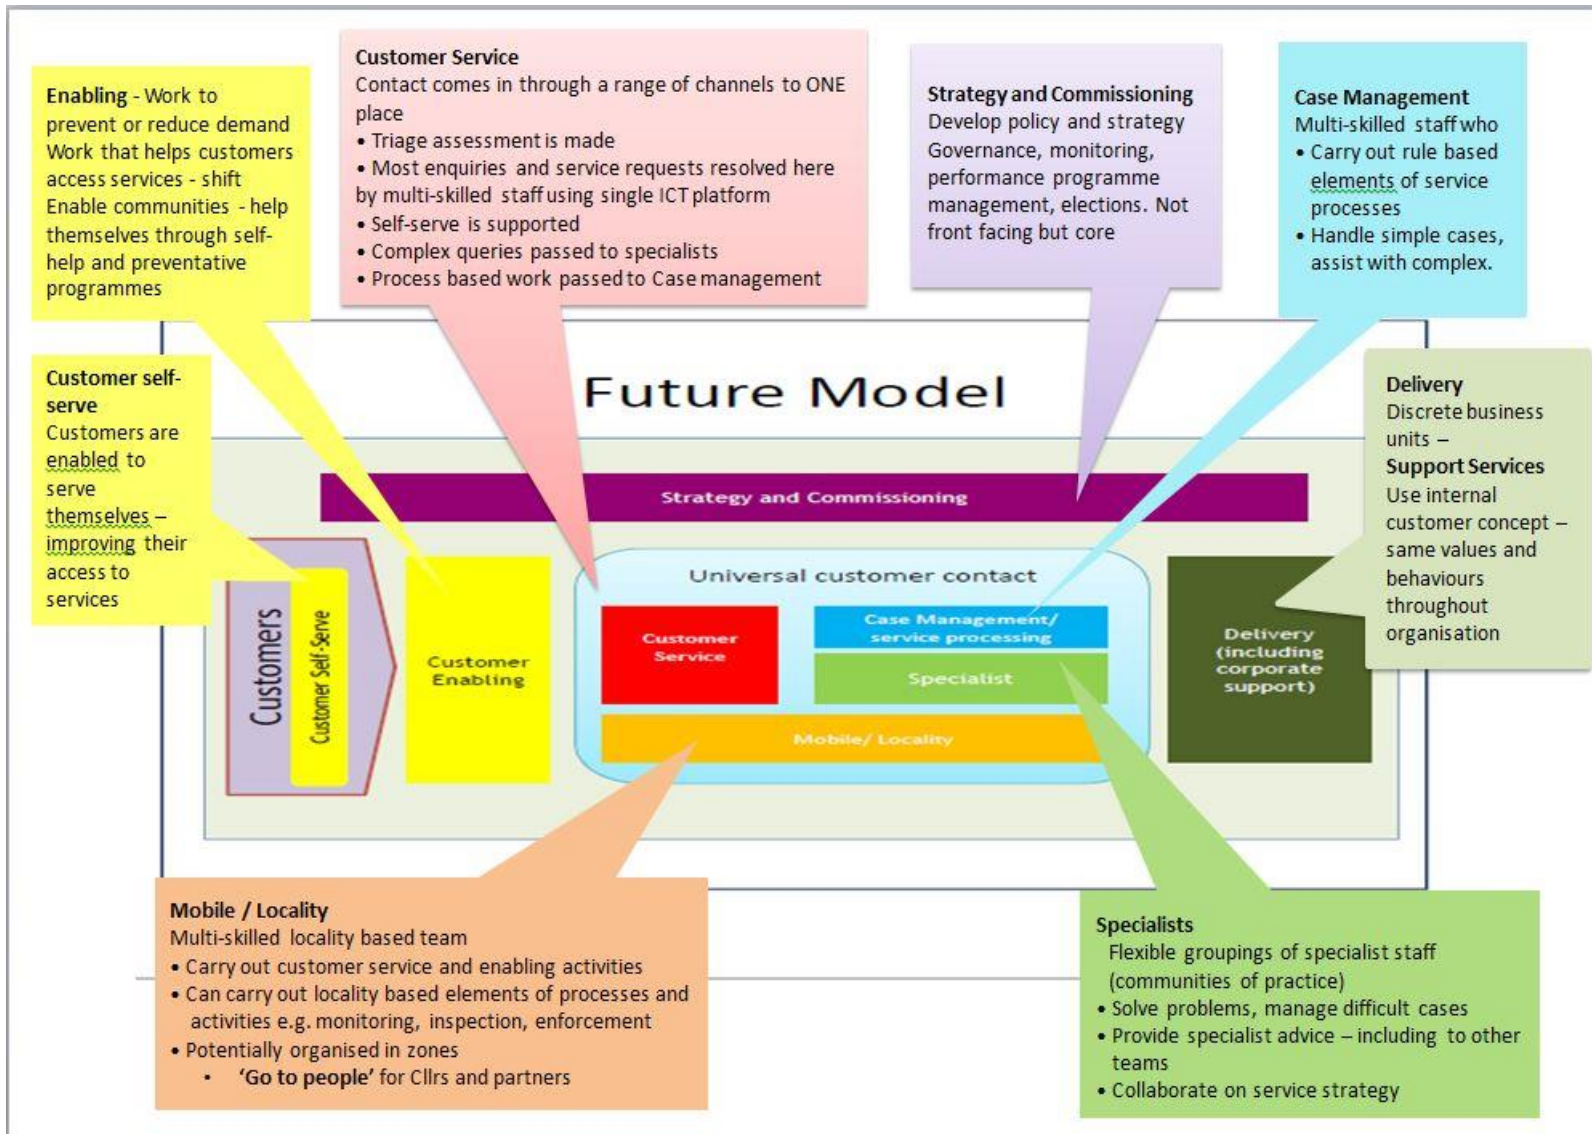 Enabling - Work to
prevent or reduce demand
Work that helps customers
access services - shift
Enable communities - help
themselves through self-
help and preventative
programmes
Customer Service
Contact comes in through a range of channels to ONE
place
• Triage assessment is made
• Most enquiries and service requests resolved here
by multi-skilled staff using single ICT platform
• Self-serve is supported
• Complex queries passed to specialists
• Process based work passed to Case management
Strategy and Commissioning
Develop policy and strategy
Governance, monitoring,
performance programme
management, elections. Not
front facing but core
Case Management
Multi-skilled staff who
• Carry out rule based
elements of service
processes
• Handle simple cases,
assist with complex.
Customer self-
serve
Customers are
enabled to
serve
themselves –
improving their
access to
services
Future Model
Delivery
Discrete business
units –
Support Services
Use internal
customer concept –
same values and
behaviours
throughout
organisation
Strategy and Commissioning
Customers
Customer Self-Serve
Customer
Enabling
Universal customer contact
Customer
Service
Case Management/
service processing
Specialist
Mobile/ Locality
Delivery
(including
corporate
support)
Mobile / Locality
Multi-skilled locality based team
• Carry out customer service and enabling activities
• Can carry out locality based elements of processes and
activities e.g. monitoring, inspection, enforcement
• Potentially organised in zones
• ‘Go to people’ for Cllrs and partners
Specialists
Flexible groupings of specialist staff
(communities of practice)
• Solve problems, manage difficult cases
• Provide specialist advice – including to other
teams
• Collaborate on service strategy